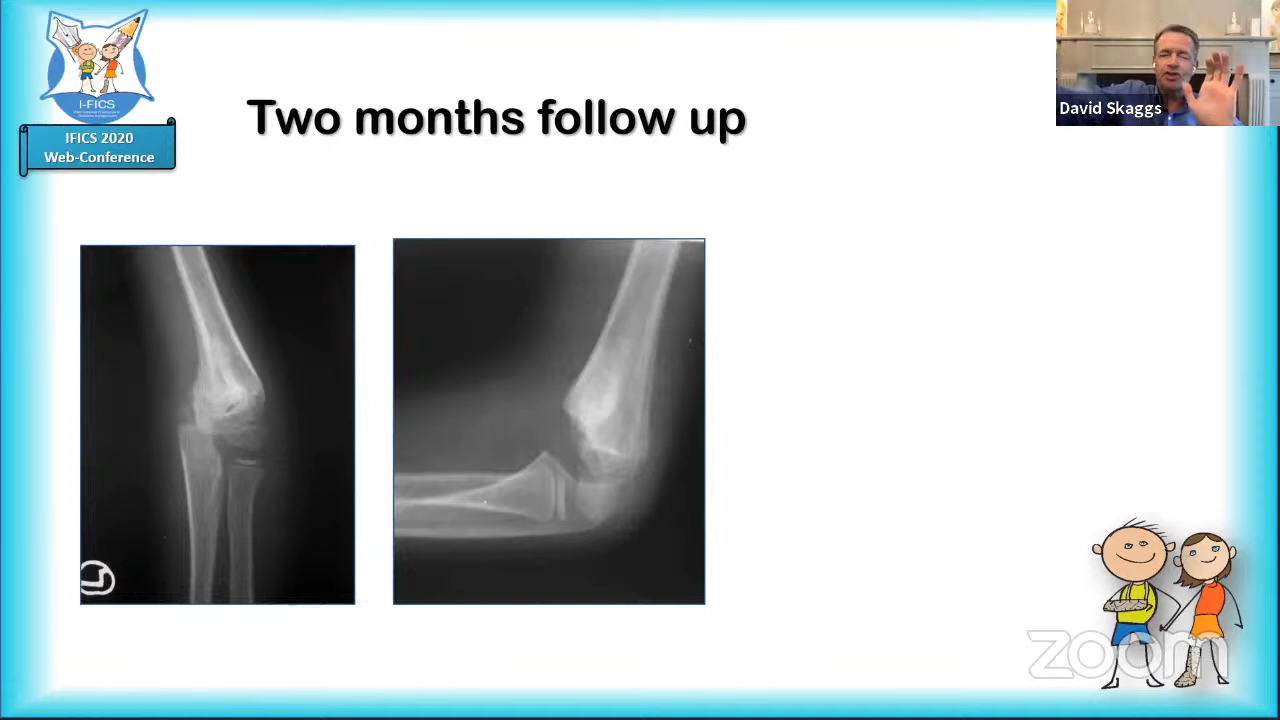 I-FICS
IFICS 2020
Web-Conference
Two months follow up
David Skaggs
L
zoom